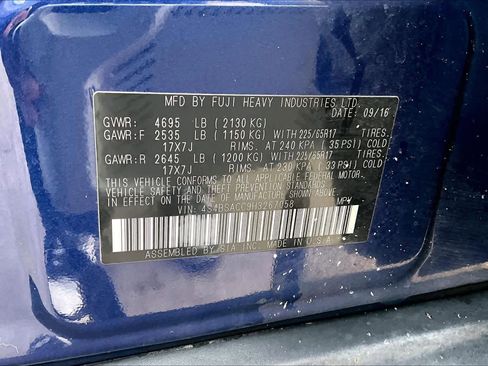 MFD BY FUJI HEAVY INDUSTRIES LTD.
DATE: 09/16
GVWR: 4695 LB (2130 KG)
GAWR:F 2535 LB (1150 KG) WITH 225/65R17 TIRES,
17X7J RIMS, AT 240 KPA (35 PSI) COLD
GAWR:R 2645 LB (1200 KG) WITH 225/65R17 TIRES,
17X7J RIMS, AT 230 KPA (33 PSI) COLD
THIS VEHICLE CONFORMS TO ALL APPLICABLE FEDERAL MOTOR
VEHICLE SAFETY AND THEFT PREVENTION STANDARDS
IN EFFECT ON THE DATE OF MANUFACTURE SHOWN ABOVE.
VIN: 4S4BSACC9H3267058 MPV
ASSEMBLED BY SIA INC. MADE IN U.S.A.